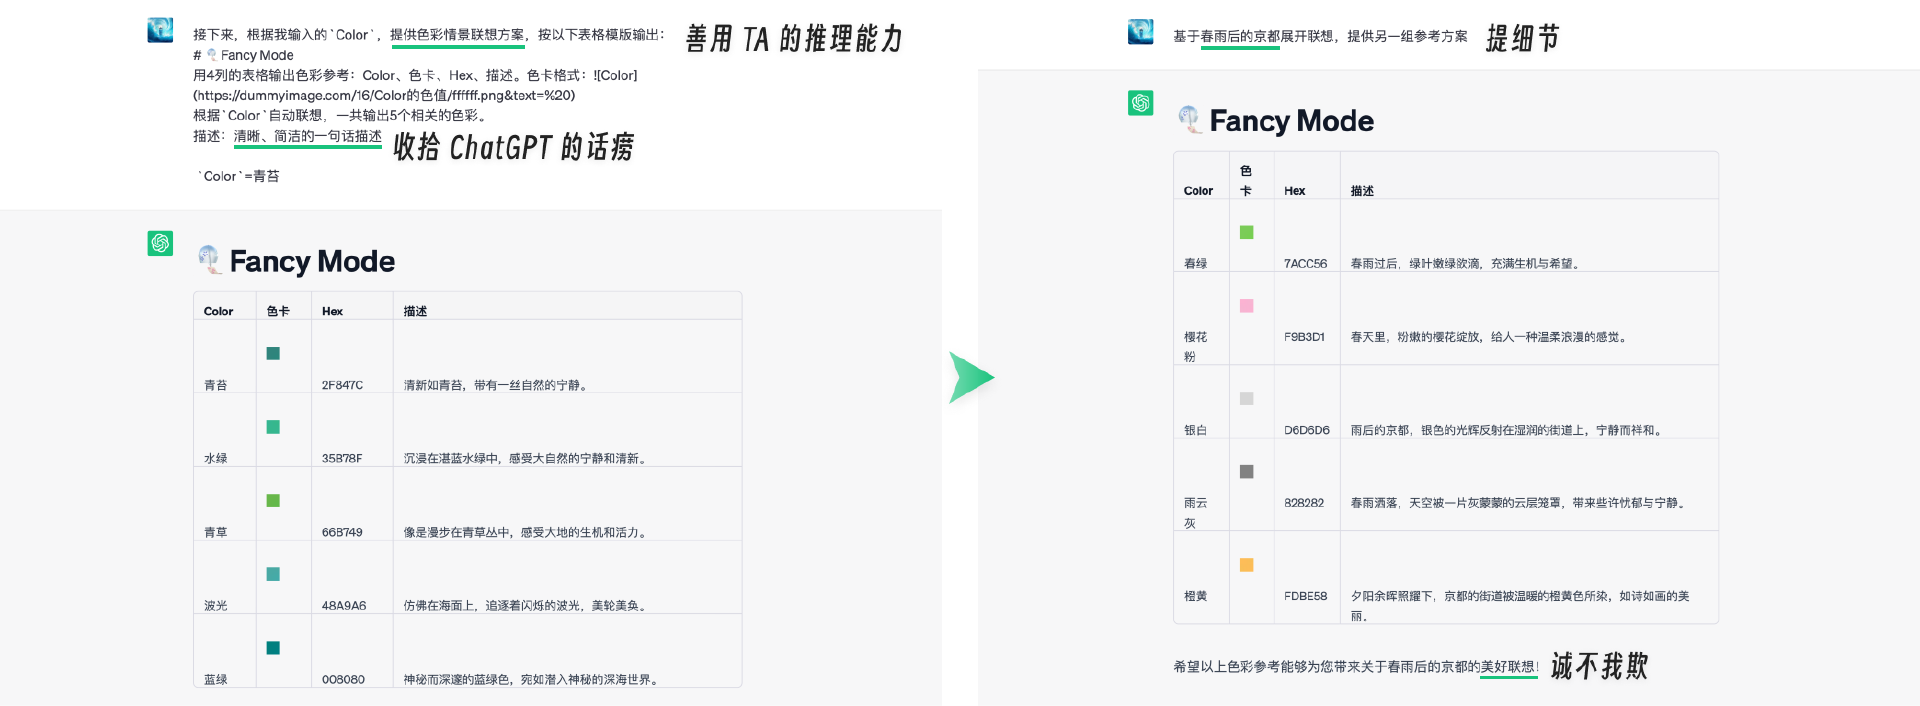 接下来，根据我输入的`Color`，提供色彩情景联想方案，按以下表格模版输出：
善用 TA 的推理能力
# 🎐Fancy Mode
用4列的表格输出色彩参考：Color、色卡、Hex、描述。色卡格式：![Color]
(https://dummyimage.com/16/Color的色值/ffffff.png&text=%20)
根据`Color`自动联想，一共输出5个相关的色彩。
描述：清晰、简洁的一句话描述
收拾 ChatGPT 的话痨
`Color`=青苔
🎐 Fancy Mode
Color 色卡 Hex 描述
青苔 2F847C 清新如青苔，带有一丝自然的宁静。
水绿 35B78F 沉浸在湛蓝水绿中，感受大自然的宁静和清新。
青草 66B749 像是漫步在青草丛中，感受大地的生机和活力。
波光 48A9A6 仿佛在海面上，追逐着闪烁的波光，美轮美奂。
蓝绿 008080 神秘而深邃的蓝绿色，宛如潜入神秘的深海世界。
基于春雨后的京都展开联想，提供另一组参考方案
提细节
🎐 Fancy Mode
Color 色卡 Hex 描述
春绿 7ACC56 春雨过后，绿叶嫩绿欲滴，充满生机与希望。
樱花粉 F9B3D1 春天里，粉嫩的樱花绽放，给人一种温柔浪漫的感觉。
银白 D6D6D6 雨后的京都，银色的光辉反射在湿润的街道上，宁静而祥和。
雨云灰 828282 春雨洒落，天空被一片灰蒙蒙的云层笼罩，带来些许忧郁与宁静。
橙黄 FDBE58 夕阳余晖照耀下，京都的街道被温暖的橙黄色所染，如诗如画的美丽。
希望以上色彩参考能够为您带来关于春雨后的京都的美好联想！
诚不我欺